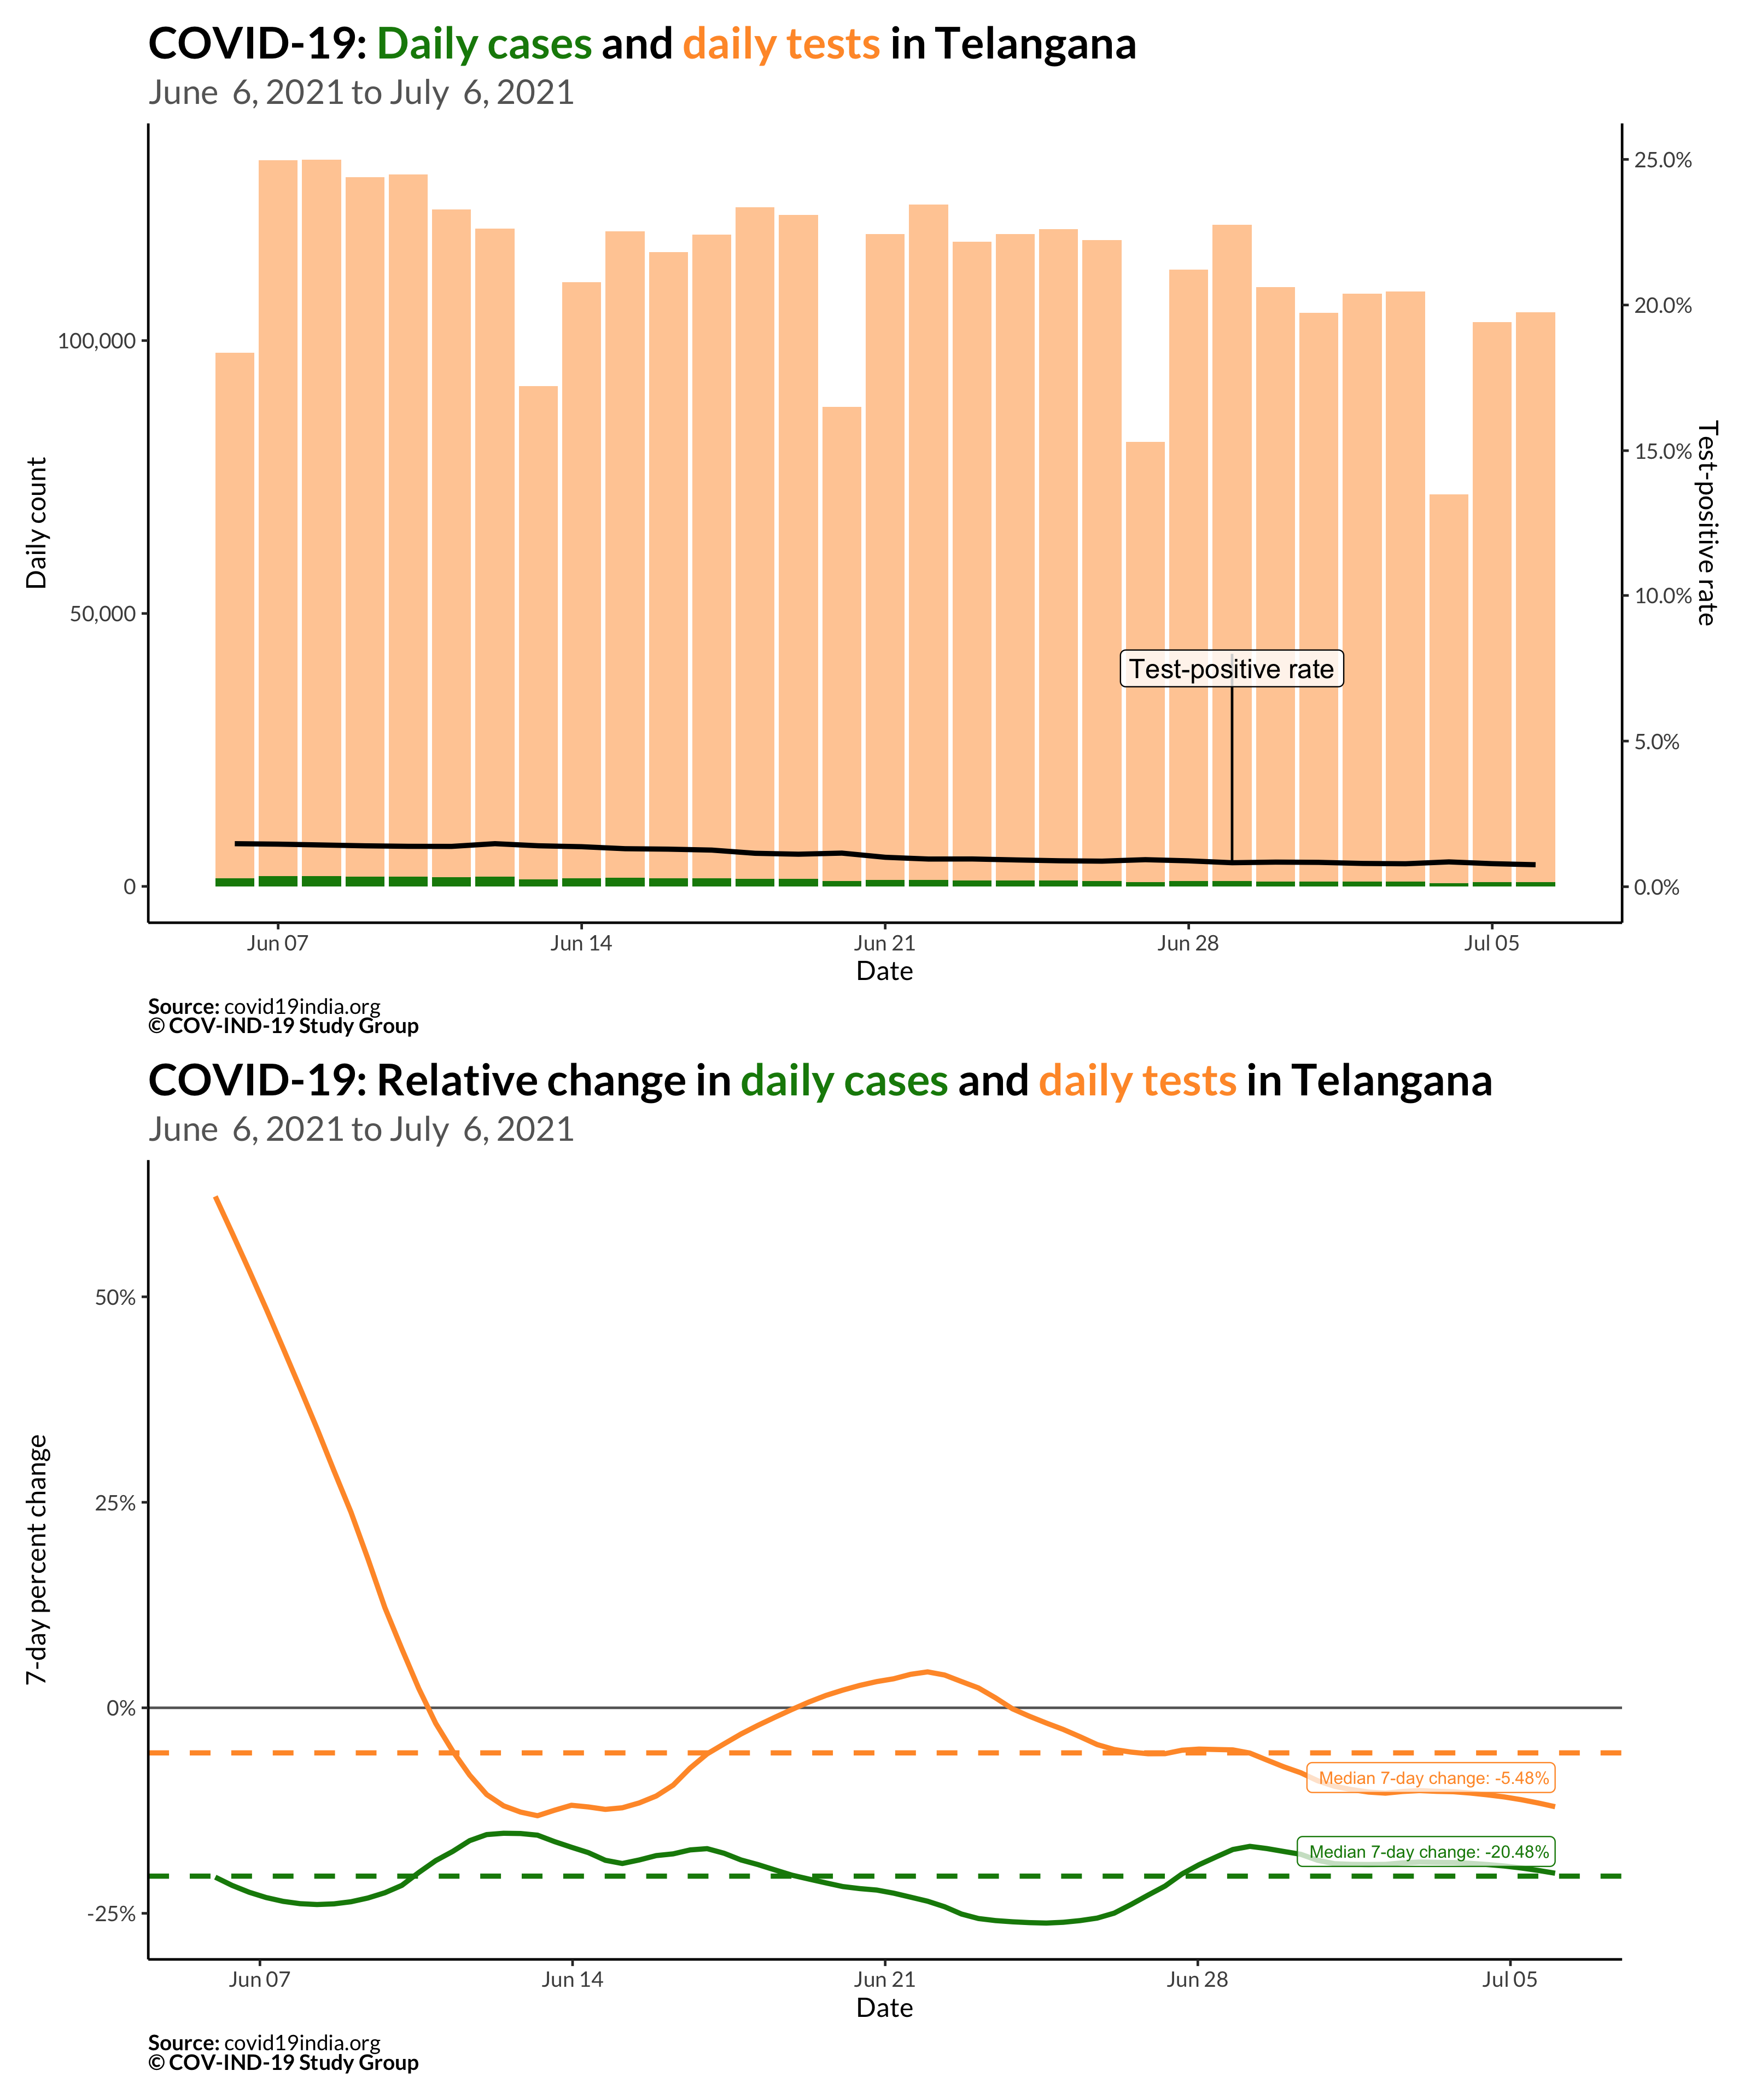 COVID-19: Daily cases and daily tests in Telangana
June  6, 2021 to July  6, 2021
25.0%
20.0%
100,000
15.0%
Daily count
Test-positive rate
50,000
10.0%
Test-positive rate
5.0%
0
0.0%
Jun 07
Jun 14
Jun 21
Jun 28
Jul 05
Date
Source: covid19india.org
© COV-IND-19 Study Group
COVID-19: Relative change in daily cases and daily tests in Telangana
June  6, 2021 to July  6, 2021
50%
25%
7-day percent change
0%
Median 7-day change: -5.48%
Median 7-day change: -20.48%
-25%
Jun 07
Jun 14
Jun 21
Jun 28
Jul 05
Date
Source: covid19india.org
© COV-IND-19 Study Group